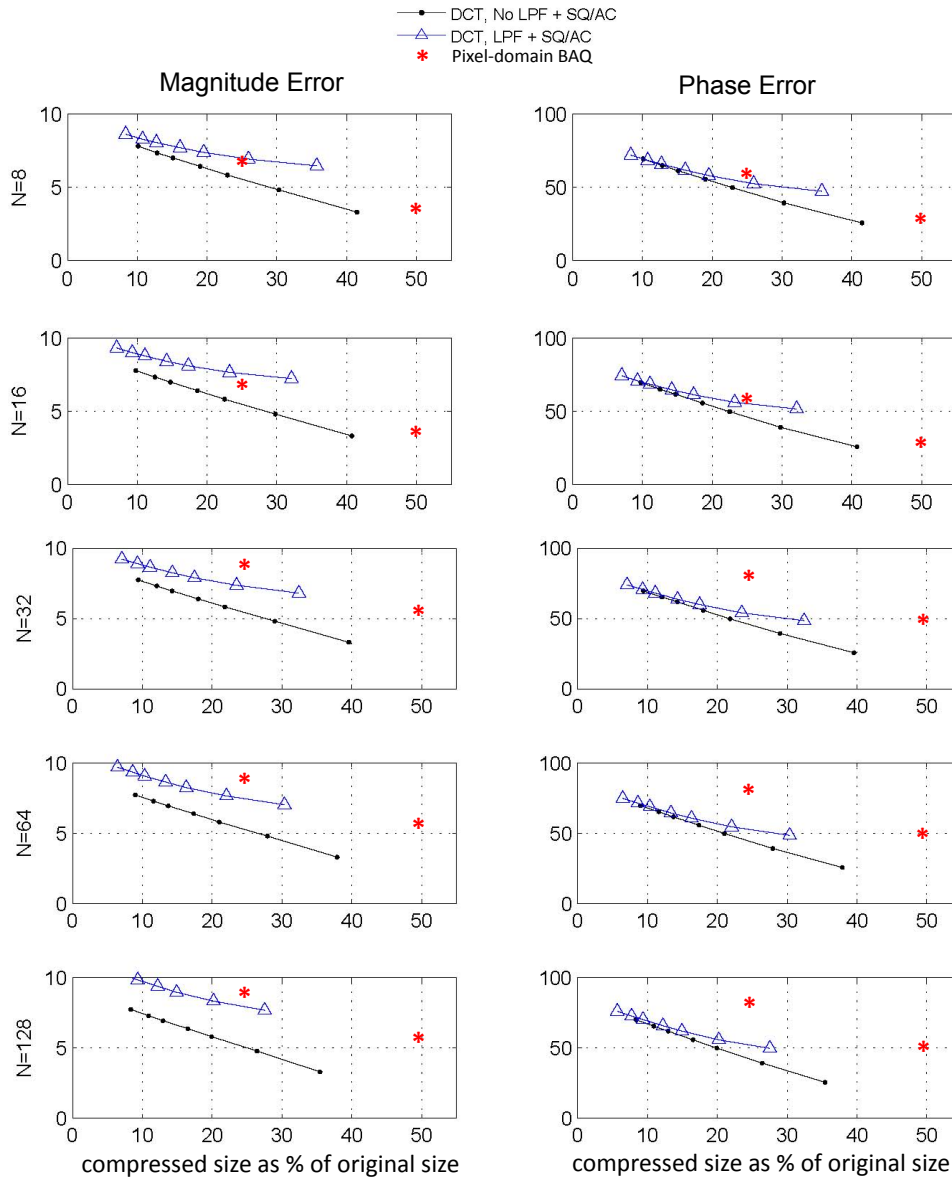 DCT, No LPF + SQ/AC
DCT, LPF + SQ/AC
Pixel-domain BAQ
Magnitude Error
Phase Error
N=8
10
5
0
0 10 20 30 40 50
100
50
0
0 10 20 30 40 50
N=16
10
5
0
0 10 20 30 40 50
100
50
0
0 10 20 30 40 50
N=32
10
5
0
0 10 20 30 40 50
100
50
0
0 10 20 30 40 50
N=64
10
5
0
0 10 20 30 40 50
100
50
0
0 10 20 30 40 50
N=128
10
5
0
0 10 20 30 40 50
100
50
0
0 10 20 30 40 50
compressed size as % of original size
compressed size as % of original size